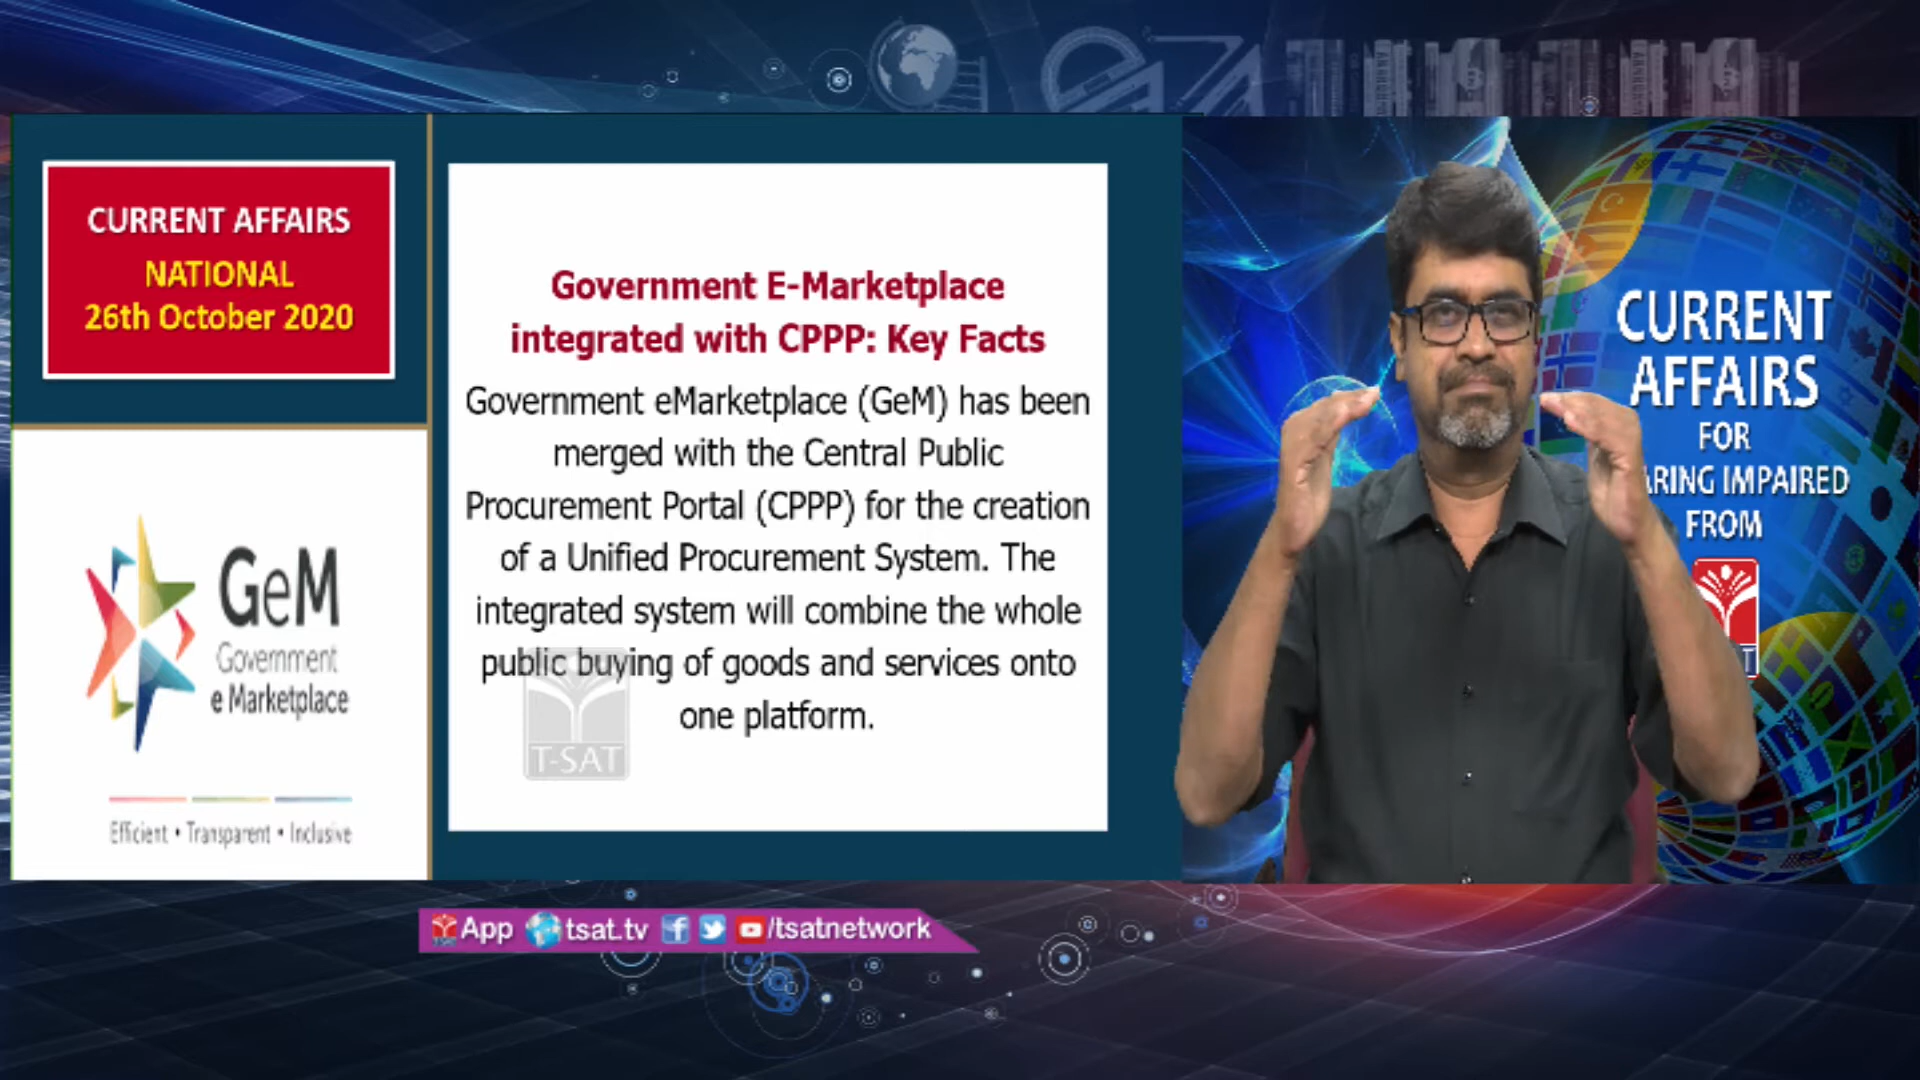 CURRENT AFFAIRS
NATIONAL
26th October 2020
GeM
Government
e Marketplace
Efficient • Transparent • Inclusive
Government E-Marketplace
integrated with CPPP: Key Facts
Government eMarketplace (GeM) has been
merged with the Central Public
Procurement Portal (CPPP) for the creation
of a Unified Procurement System. The
integrated system will combine the whole
public buying of goods and services onto
one platform.
T-SAT
CURRENT
AFFAIRS
FOR
ARING IMPAIRED
FROM
App tsat.tv /tsatnetwork